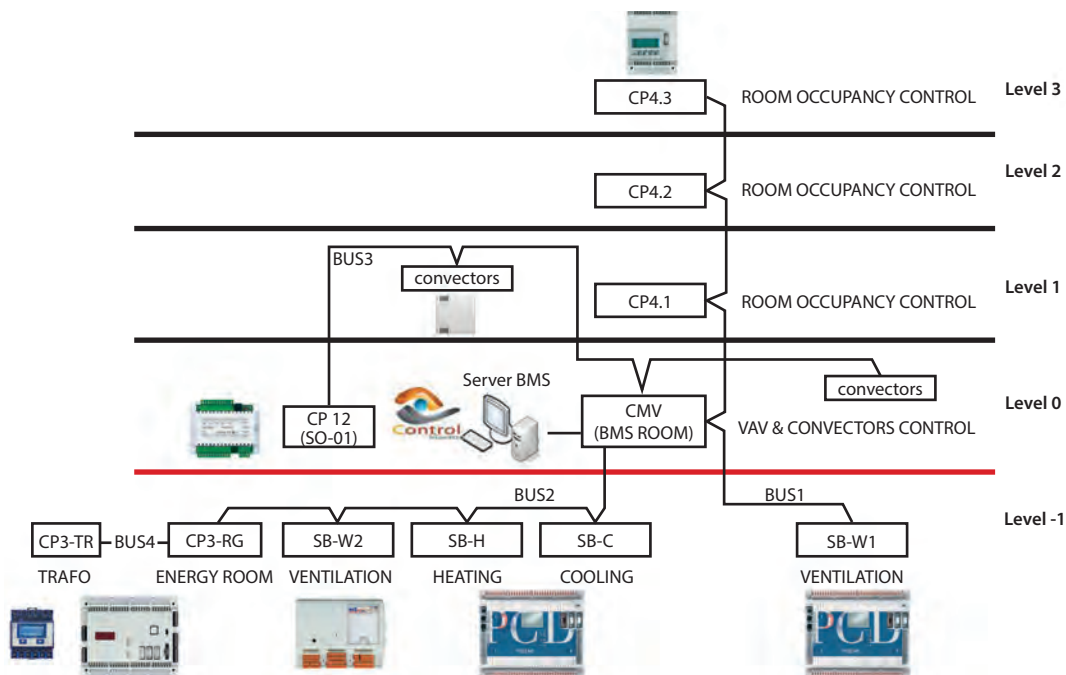 CP4.3
ROOM OCCUPANCY CONTROL
Level 3
CP4.2
ROOM OCCUPANCY CONTROL
Level 2
BUS3
convectors
CP4.1
ROOM OCCUPANCY CONTROL
Level 1
Server BMS
CP 12
(SO-01)
Control
CMV
(BMS ROOM)
convectors
VAV & CONVECTORS CONTROL
Level 0
BUS2
BUS1
Level -1
CP3-TR
BUS4
CP3-RG
SB-W2
SB-H
SB-C
SB-W1
TRAFO
ENERGY ROOM
VENTILATION
HEATING
COOLING
VENTILATION
PCD
PCD